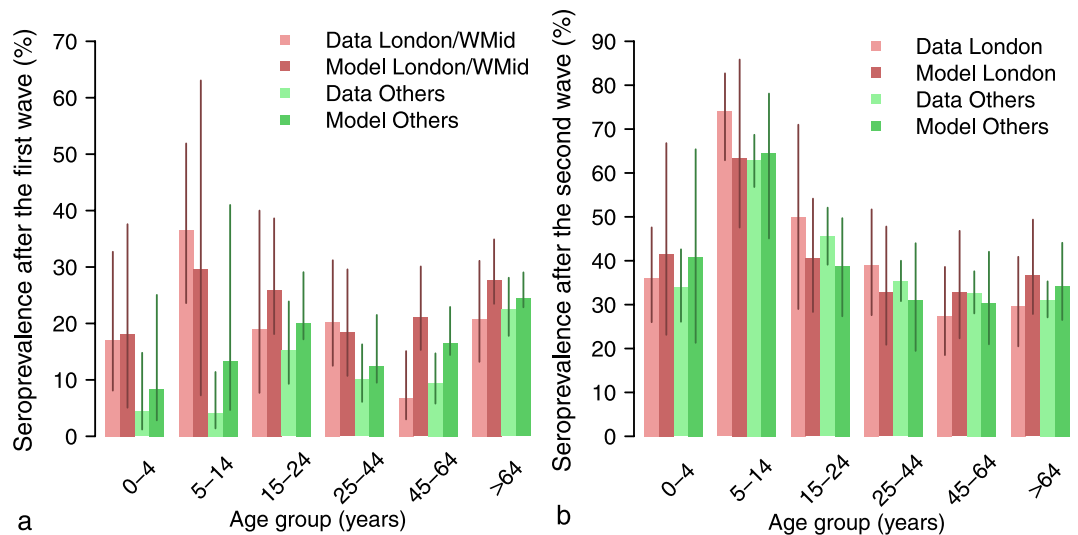 Seroprevalence after the first wave (%)
70
60
50
40
30
20
10
0
Data London/WMid
Model London/WMid
Data Others
Model Others
0–4
5–14
15–24
25–44
45–64
>64
Age group (years)
a
Seroprevalence after the second wave (%)
90
80
70
60
50
40
30
20
10
0
Data London
Model London
Data Others
Model Others
0–4
5–14
15–24
25–44
45–64
>64
Age group (years)
b